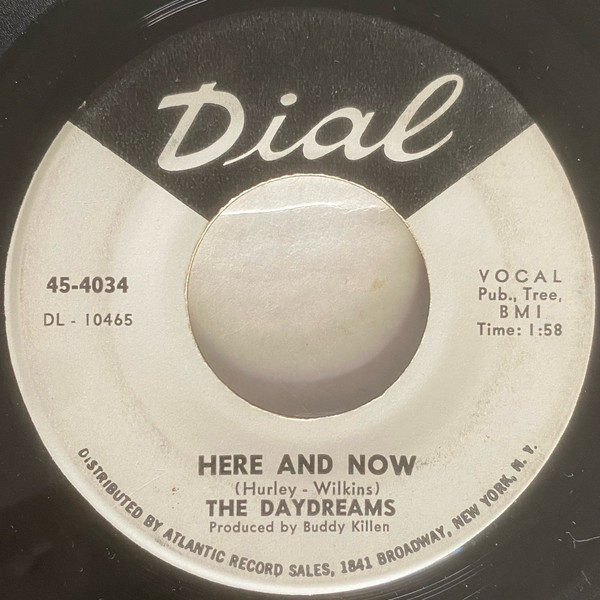 Dial
45-4034
DL - 10465
VOCAL
Pub., Tree,
BMI
Time: 1:58
HERE AND NOW
(Hurley - Wilkins)
THE DAYDREAMS
Produced by Buddy Killen
DISTRIBUTED BY ATLANTIC RECORD SALES, 1841 BROADWAY, NEW YORK, N. Y.